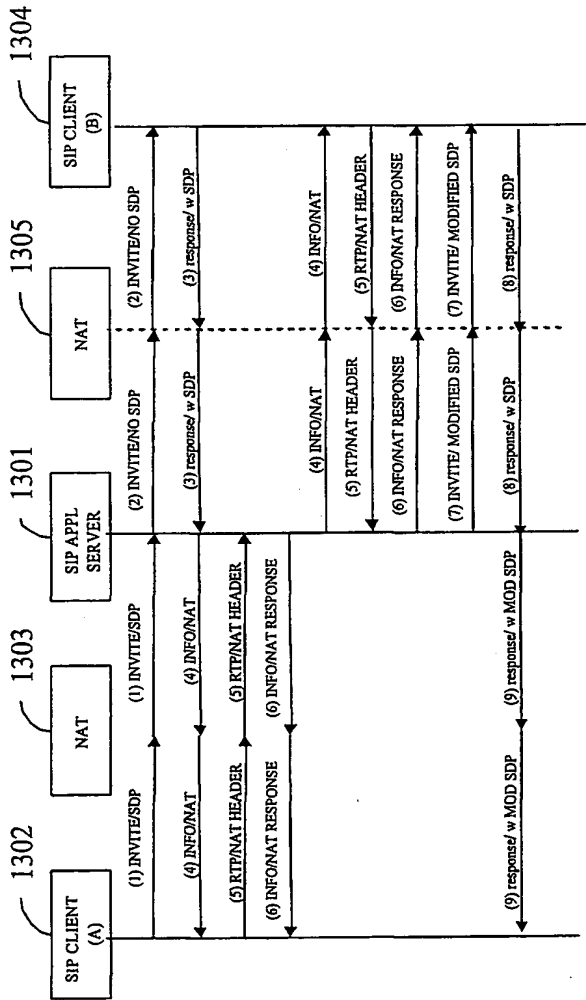 1302
1303
1301
1305
1304
SIP CLIENT
(A)
NAT
SIP APPL
SERVER
NAT
SIP CLIENT
(B)
(1) INVITE/SDP
(1) INVITE/SDP
(2) INVITE/NO SDP
(2) INVITE/NO SDP
(4) INFO/NAT
(4) INFO/NAT
(3) response/ w SDP
(3) response/ w SDP
(5) RTP/NAT HEADER
(5) RTP/NAT HEADER
(6) INFO/NAT RESPONSE
(6) INFO/NAT RESPONSE
(4) INFO/NAT
(4) INFO/NAT
(5) RTP/NAT HEADER
(5) RTP/NAT HEADER
(6) INFO/NAT RESPONSE
(6) INFO/NAT RESPONSE
(7) INVITE/ MODIFIED SDP
(7) INVITE/ MODIFIED SDP
(9) response/ w MOD SDP
(9) response/ w MOD SDP
(8) response/ w SDP
(8) response/ w SDP